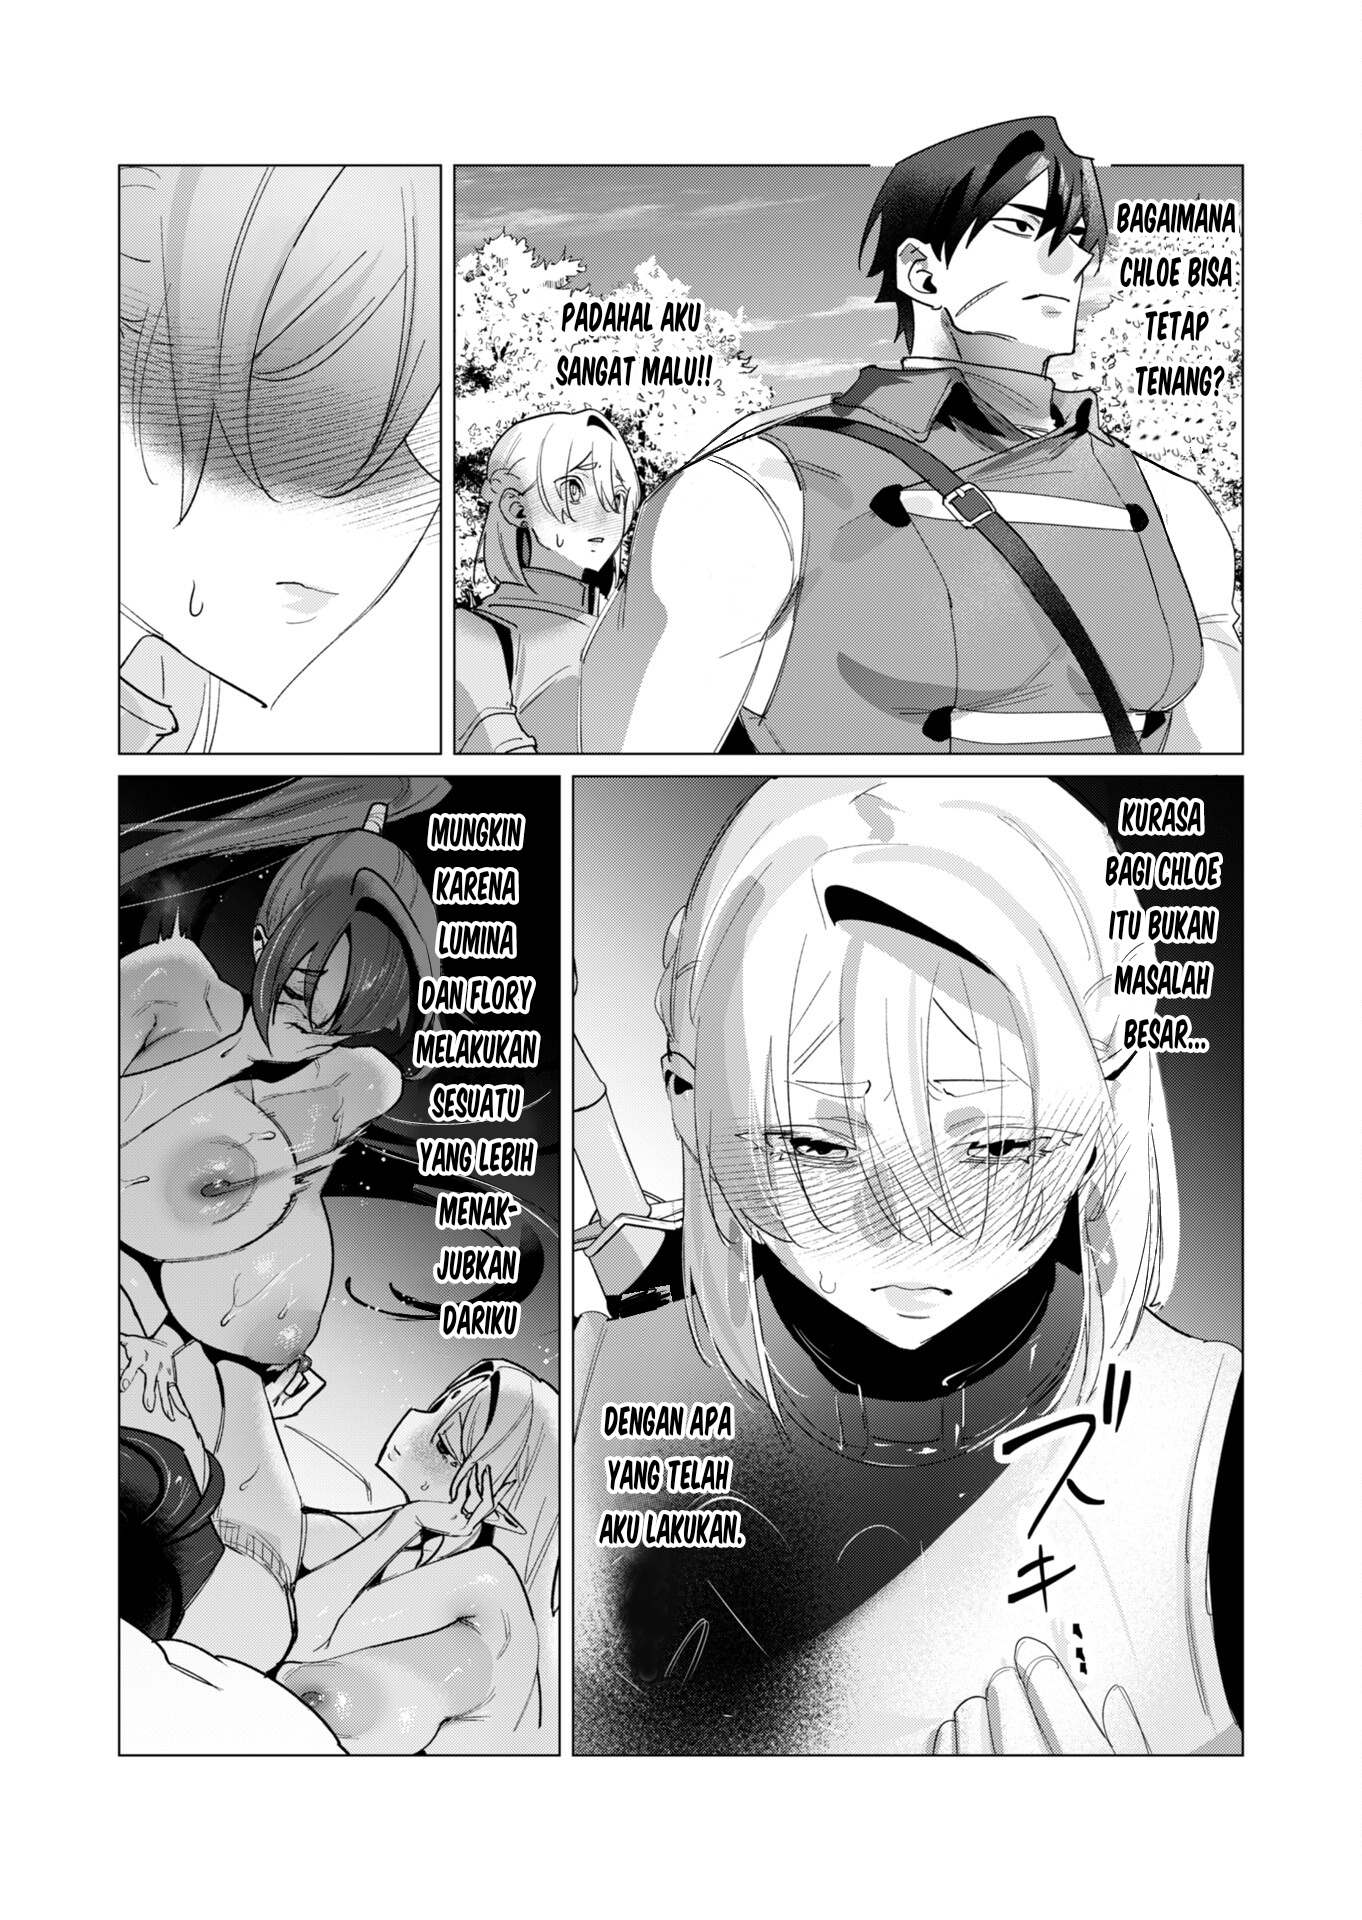 BAGAIMANA
CHLOE BISA
TETAP
TENANG?
PADAHAL AKU
SANGAT MALU!!
KURASA
BAGI CHLOE
ITU BUKAN
MASALAH
BESAR...
ズキ…
DENGAN APA
YANG TELAH
AKU LAKUKAN.
MUNGKIN
KARENA
LUMINA
DAN FLORY
MELAKUKAN
SESUATU
YANG LEBIH
MENAK-
JUBKAN
DARIKU